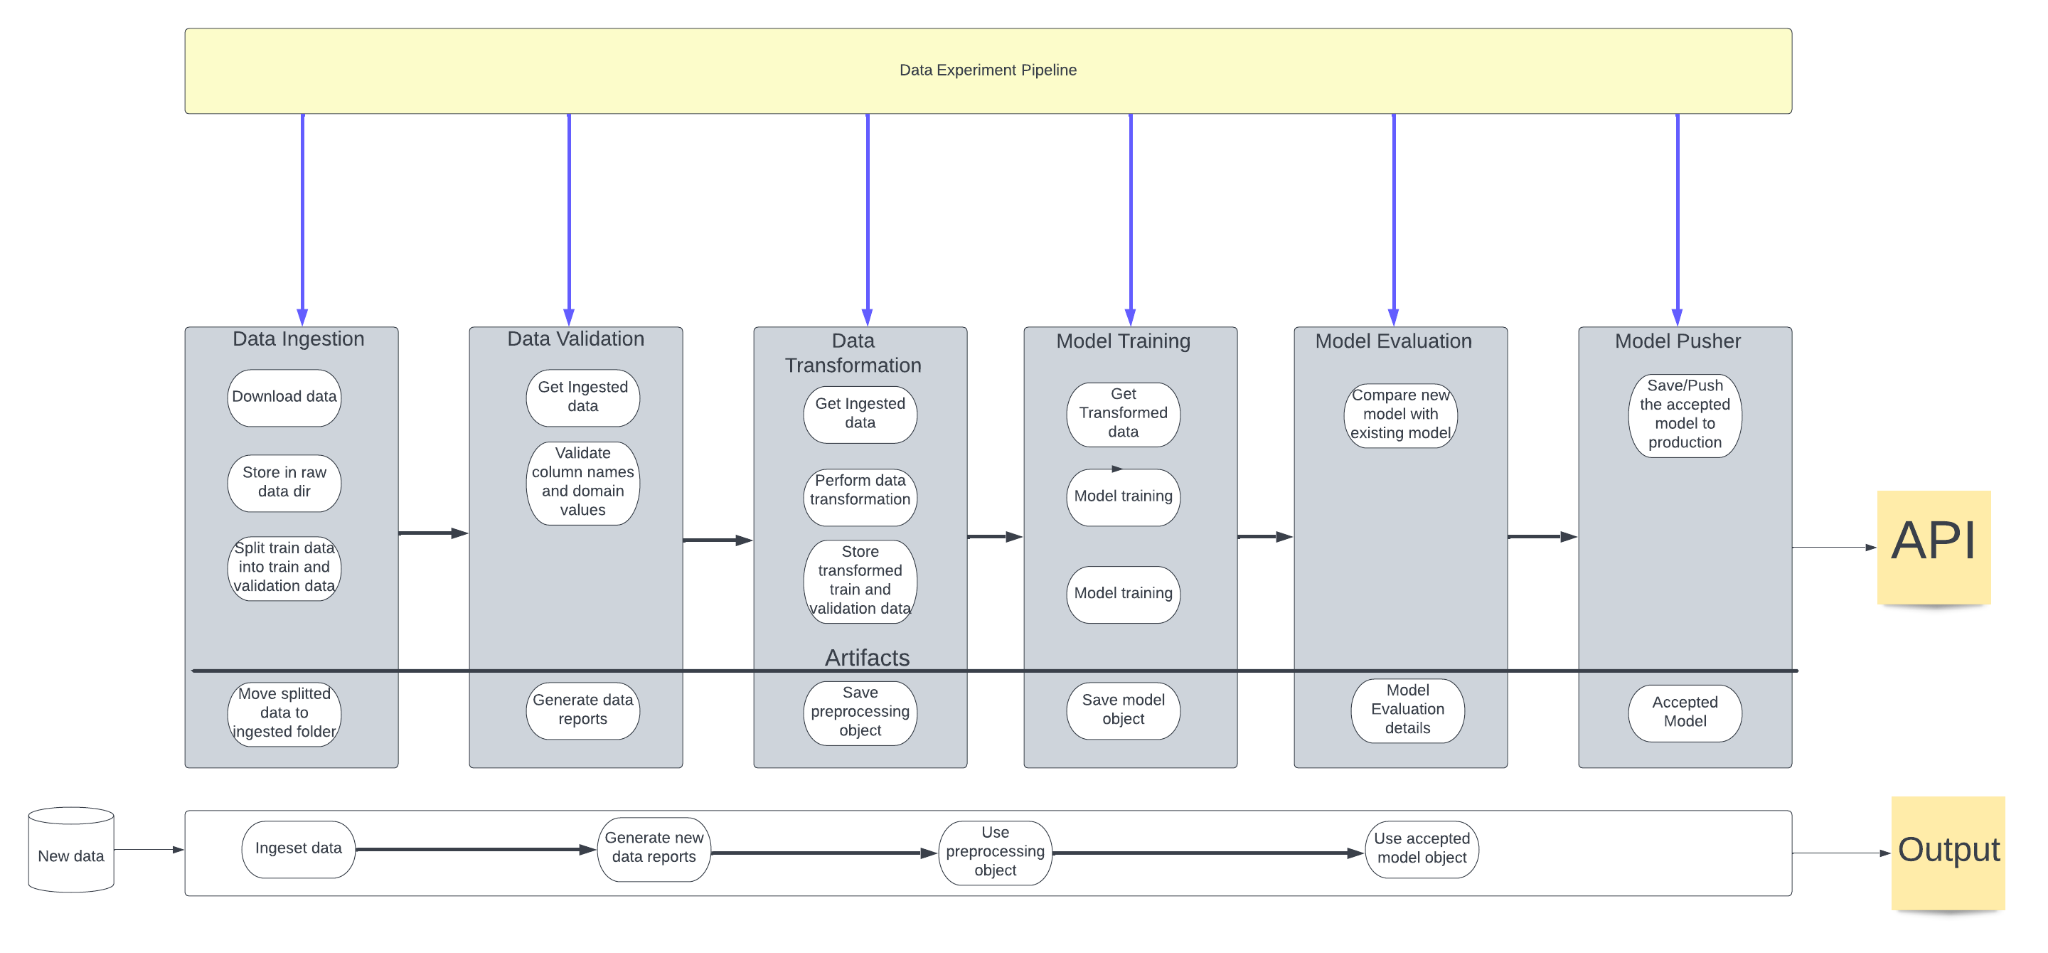 Data Experiment Pipeline
Data Ingestion
Download data
Store in raw
data dir
Split train data
into train and
validation data
Move splitted
data to
ingested folder
Data Validation
Get Ingested
data
Validate
column names
and domain
values
Generate data
reports
Data
Transformation
Get Ingested
data
Perform data
transformation
Store
transformed
train and
validation data
Artifacts
Save
preprocessing
object
Model Training
Get
Transformed
data
Model training
Model training
Save model
object
Model Evaluation
Compare new
model with
existing model
Model
Evaluation
details
Model Pusher
Save/Push
the accepted
model to
production
Accepted
Model
API
New data
Ingeset data
Generate new
data reports
Use
preprocessing
object
Use accepted
model object
Output